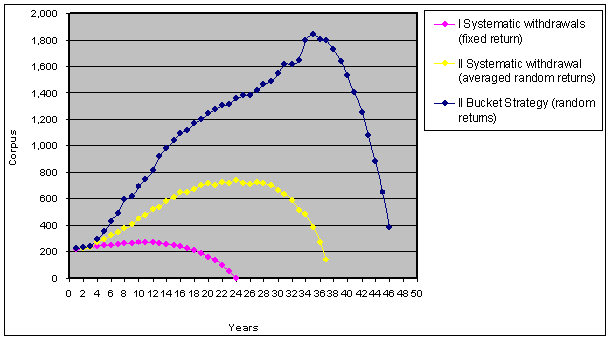 2,000
1,800
1,600
1,400
1,200
1,000
800
600
400
200
0
Corpus
0 2 4 6 8 10 12 14 16 18 20 22 24 26 28 30 32 34 36 38 40 42 44 46 48 50
Years
I Systematic withdrawals
(fixed return)
II Systematic withdrawal
(averaged random returns)
II Bucket Strategy (random
returns)